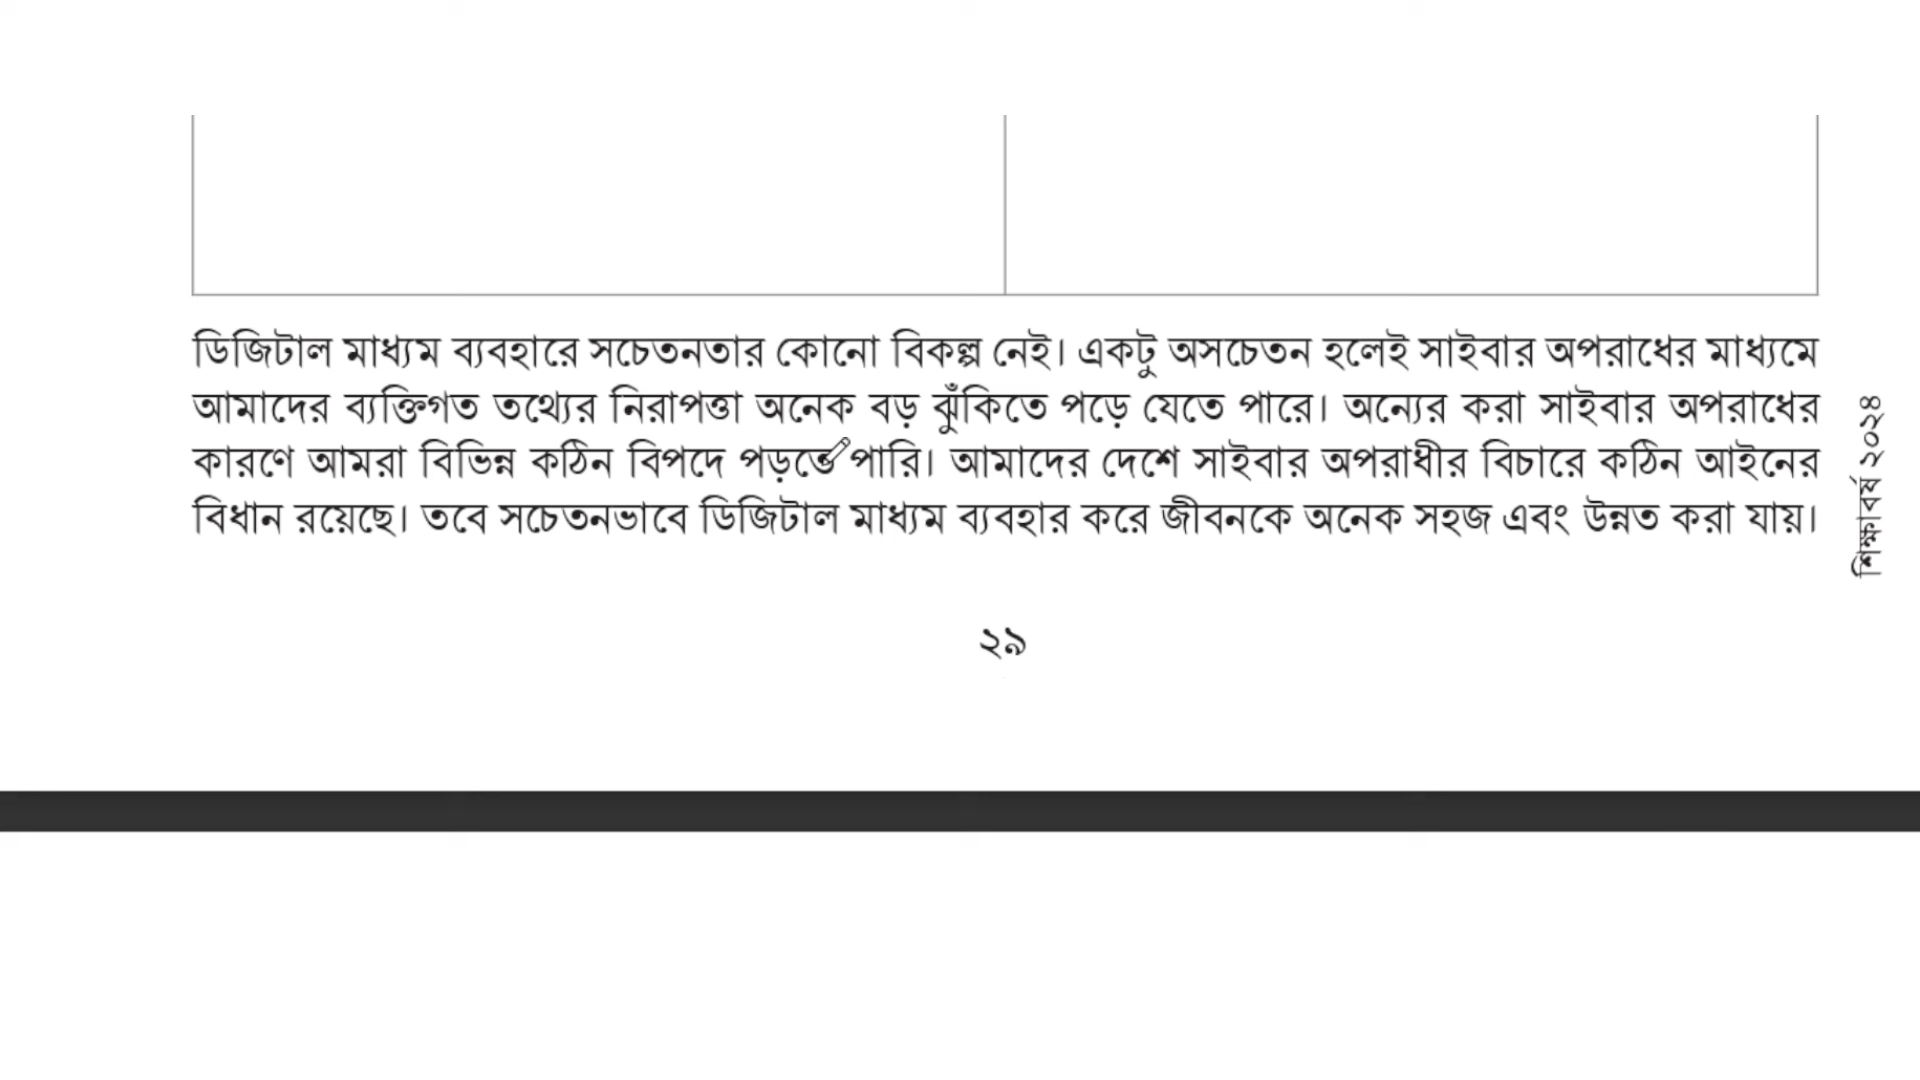 ডিজিটাল মাধ্যম ব্যবহারে সচেতনতার কোনো বিকল্প নেই। একটু অসচেতন হলেই সাইবার অপরাধের মাধ্যমে
আমাদের ব্যক্তিগত তথ্যের নিরাপত্তা অনেক বড় ঝুঁকিতে পড়ে যেতে পারে। অন্যের করা সাইবার অপরাধের
কারণে আমরা বিভিন্ন কঠিন বিপদে পড়তে পারি। আমাদের দেশে সাইবার অপরাধীর বিচারে কঠিন আইনের
বিধান রয়েছে। তবে সচেতনভাবে ডিজিটাল মাধ্যম ব্যবহার করে জীবনকে অনেক সহজ এবং উন্নত করা যায়।
শিক্ষাবর্ষ ২০২৪
২৯